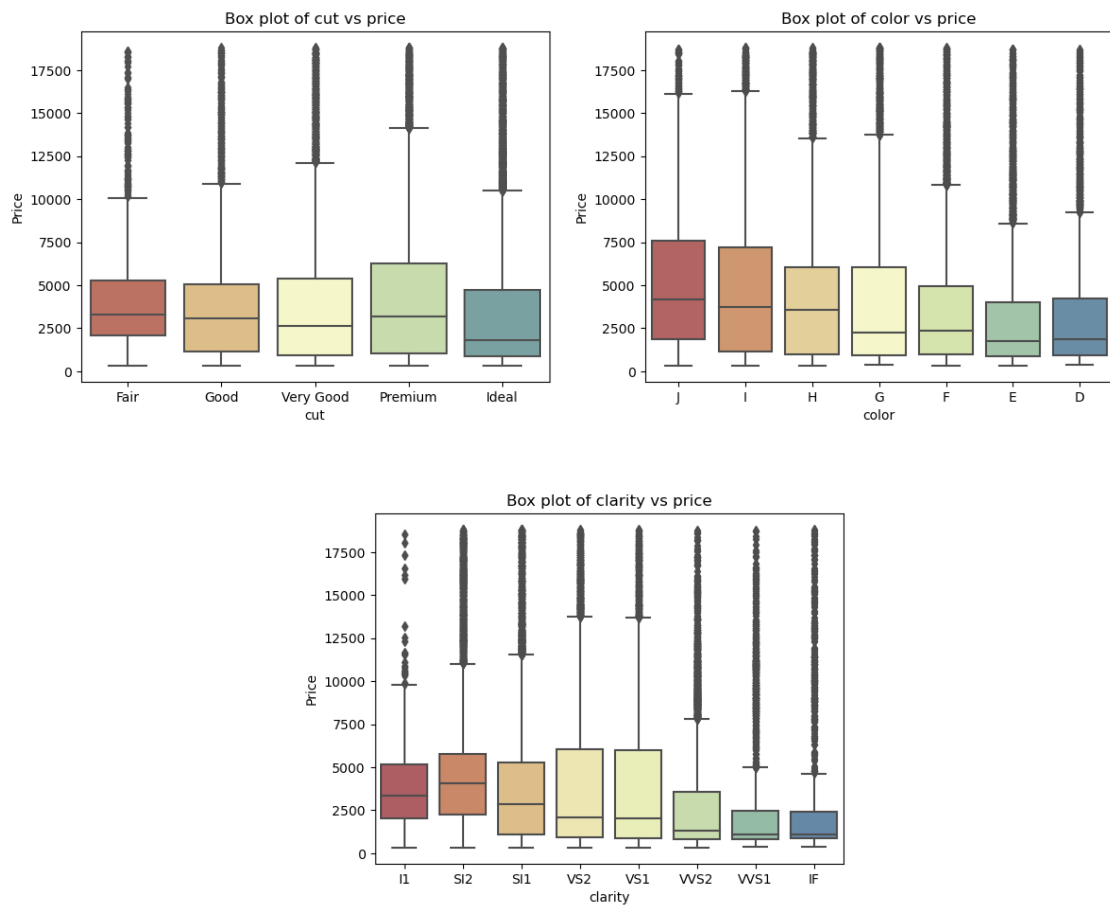 Box plot of cut vs price
17500
15000
12500
10000
7500
5000
2500
0
Price
Fair Good Very Good Premium Ideal
cut
Box plot of color vs price
17500
15000
12500
10000
7500
5000
2500
0
Price
J I H G F E D
color
Box plot of clarity vs price
17500
15000
12500
10000
7500
5000
2500
0
Price
I1 SI2 SI1 VS2 VS1 VVS2 VVS1 IF
clarity